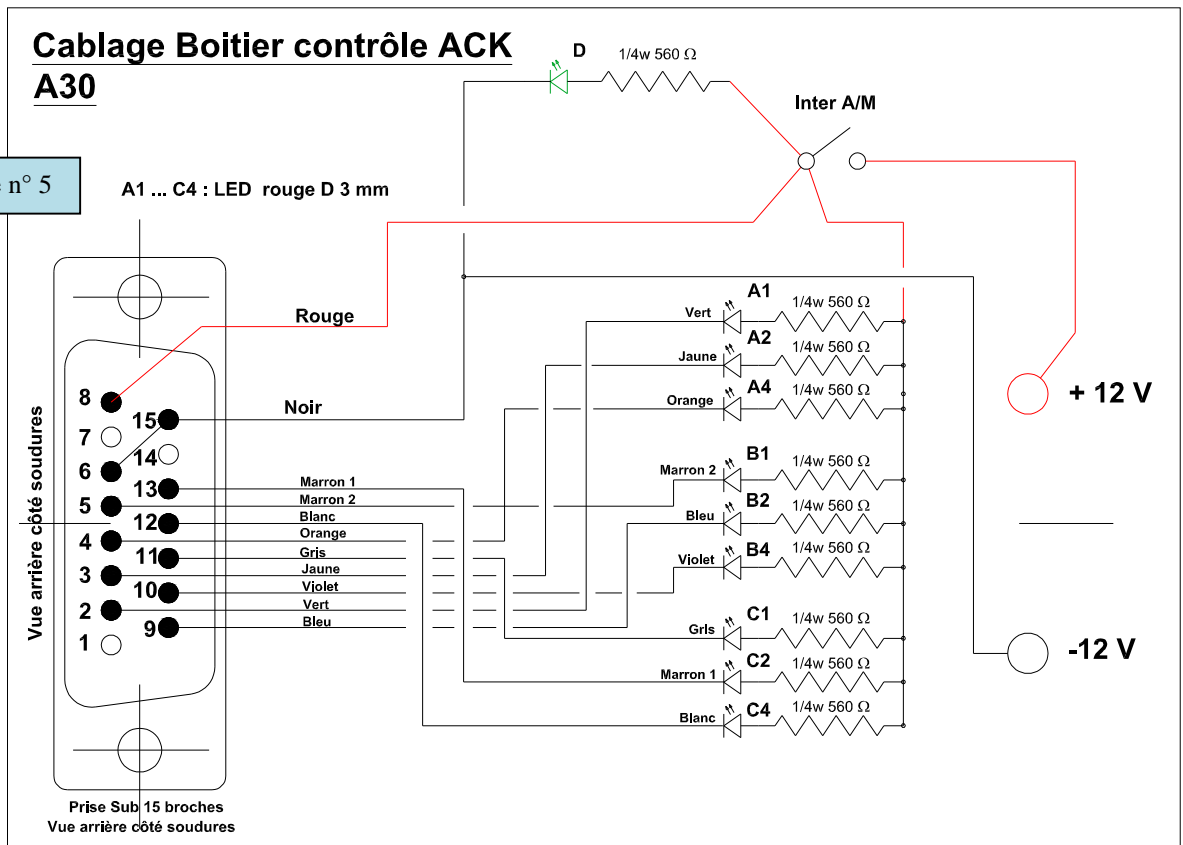 Cablage Boitier contrôle ACK
A30
n° 5
A1 ... C4 : LED rouge D 3 mm
D
1/4w 560 Ω
Inter A/M
Rouge
Noir
Marron 1
Marron 2
Blanc
Orange
Gris
Jaune
Violet
Vert
Bleu
8
7
6
5
4
3
2
1
15
14
13
12
11
10
9
Vue arrière côté soudures
Prise Sub 15 broches
Vue arrière côté soudures
Vert A1 1/4w 560 Ω
Jaune A2 1/4w 560 Ω
Orange A4 1/4w 560 Ω
Marron 2 B1 1/4w 560 Ω
Bleu B2 1/4w 560 Ω
Violet B4 1/4w 560 Ω
Gris C1 1/4w 560 Ω
Marron 1 C2 1/4w 560 Ω
Blanc C4 1/4w 560 Ω
+ 12 V
-12 V